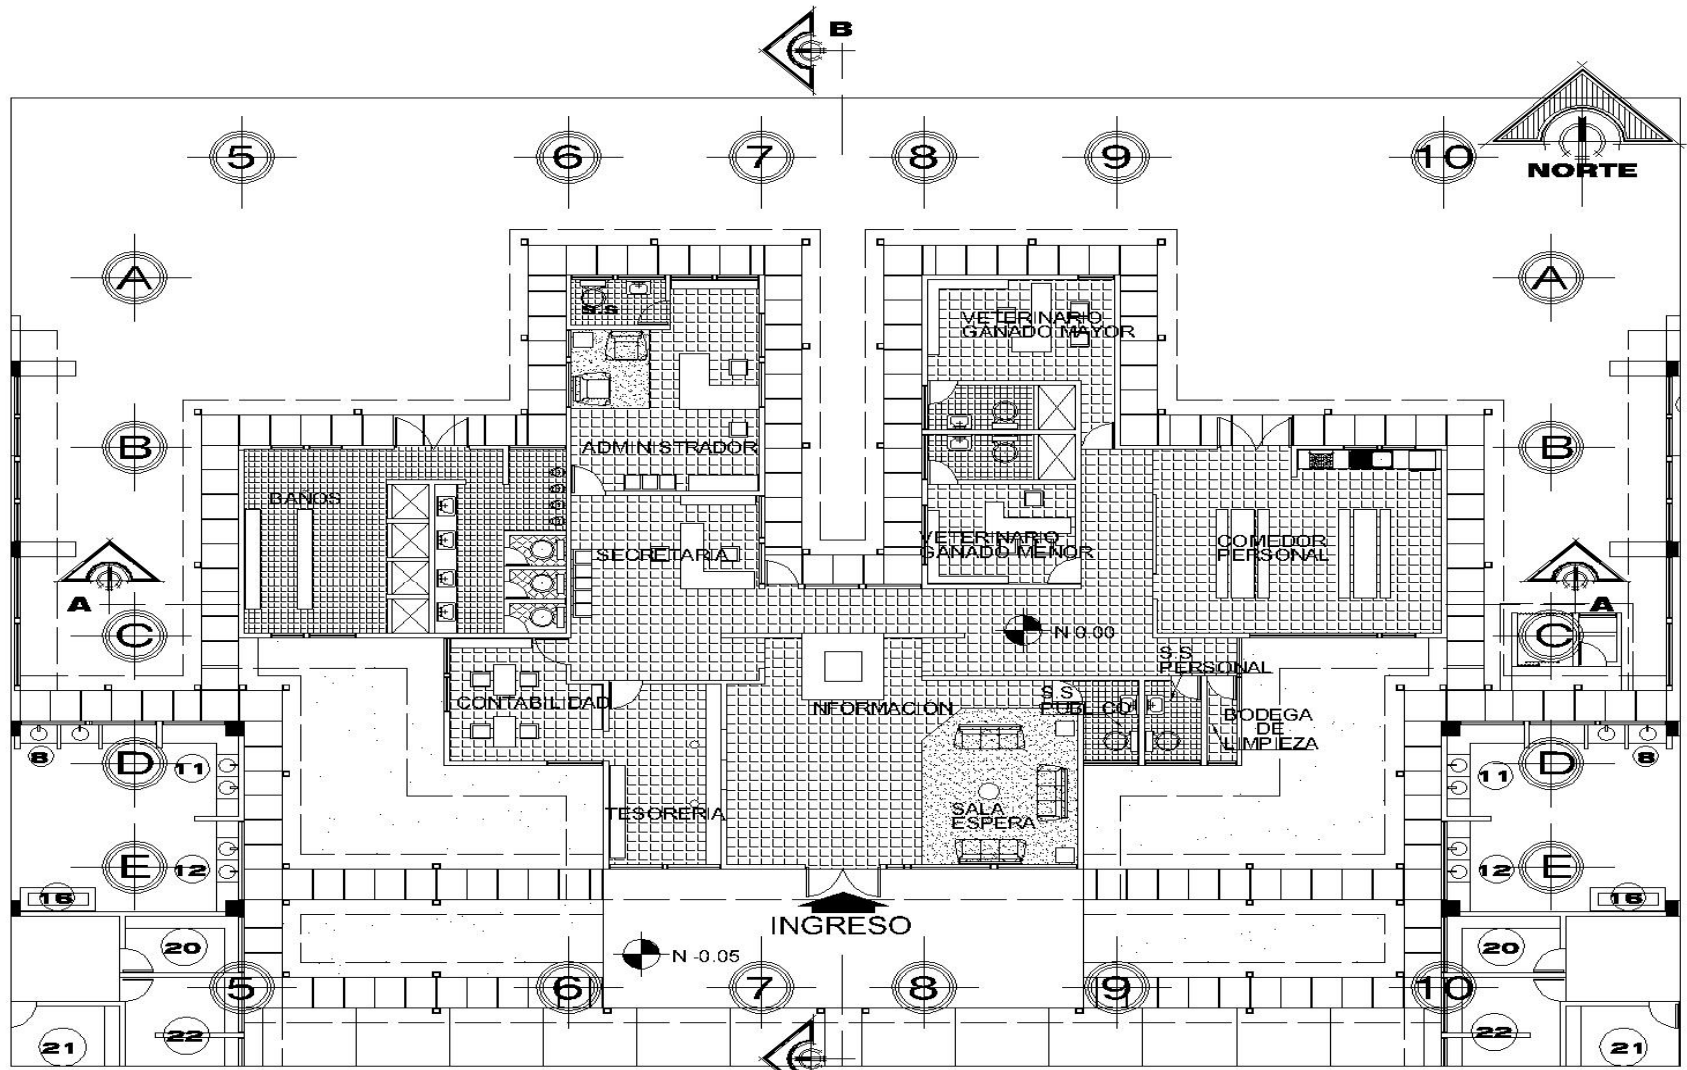 B
NORTE
5 6 7 8 9 10
A A
S.S
VETERINARIO
GANADO MAYOR
B B
ADMINISTRADOR
BAÑOS
SECRETARIA
VETERINARIO
GANADO MENOR
COMEDOR
PERSONAL
A A
C C
N 0.00
S.S
PERSONAL
S.S
PUBLICO
CONTABILIDAD
INFORMACION
BODEGA
DE
LIMPIEZA
8 8
D D
11 11
SALA
ESPERA
TESORERIA
E E
12 12
16 16
INGRESO
20 20
N -0.05
5 6 7 8 9 10
22 22
21 21